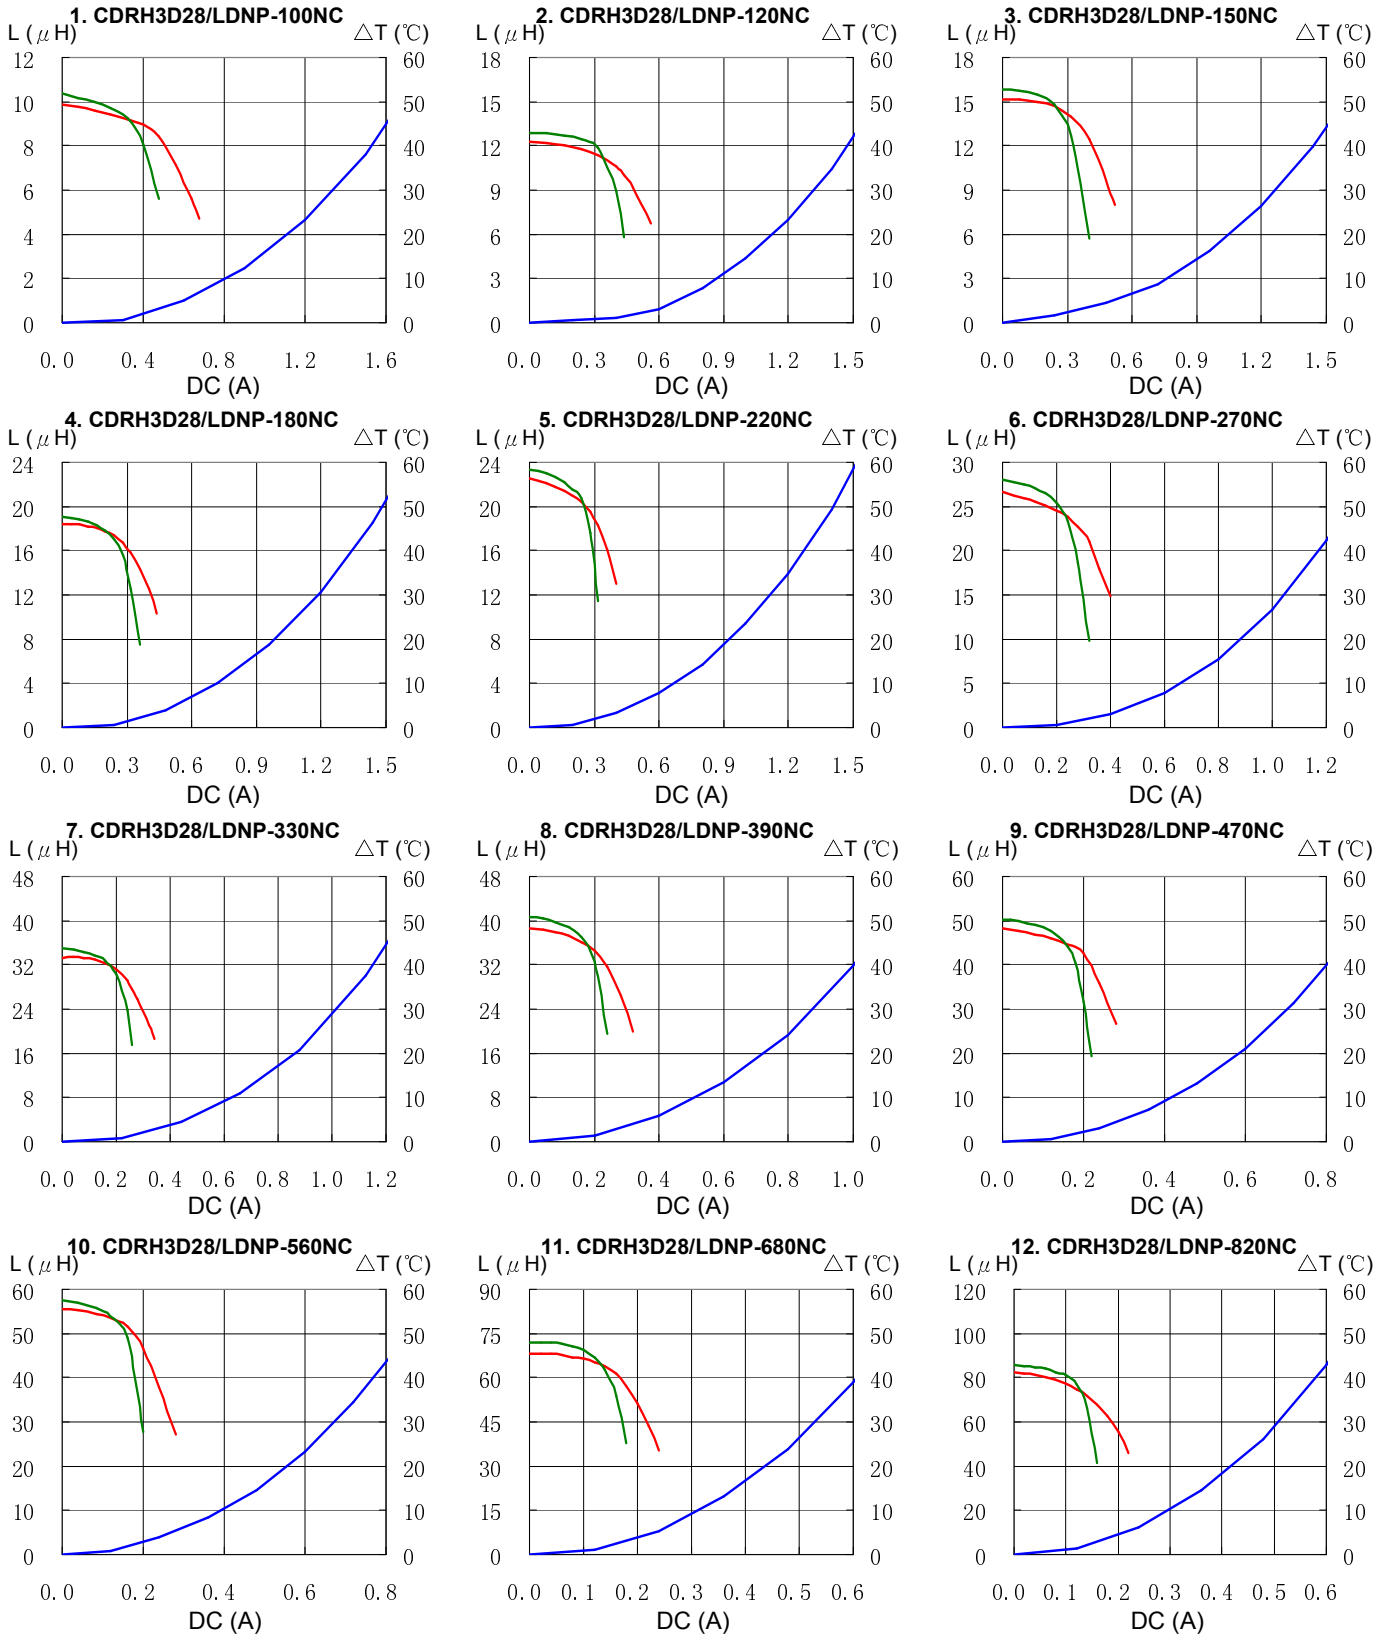 1. CDRH3D28/LDNP-100NC
L (μH) △T (℃)
12 60
10 50
8 40
6 30
4 20
2 10
0 0
0.0 0.4 0.8 1.2 1.6
DC (A)
2. CDRH3D28/LDNP-120NC
L (μH) △T (℃)
18 60
15 50
12 40
9 30
6 20
3 10
0 0
0.0 0.3 0.6 0.9 1.2 1.5
DC (A)
3. CDRH3D28/LDNP-150NC
L (μH) △T (℃)
18 60
15 50
12 40
9 30
6 20
3 10
0 0
0.0 0.3 0.6 0.9 1.2 1.5
DC (A)
4. CDRH3D28/LDNP-180NC
L (μH) △T (℃)
24 60
20 50
16 40
12 30
8 20
4 10
0 0
0.0 0.3 0.6 0.9 1.2 1.5
DC (A)
5. CDRH3D28/LDNP-220NC
L (μH) △T (℃)
24 60
20 50
16 40
12 30
8 20
4 10
0 0
0.0 0.3 0.6 0.9 1.2 1.5
DC (A)
6. CDRH3D28/LDNP-270NC
L (μH) △T (℃)
30 60
25 50
20 40
15 30
10 20
5 10
0 0
0.0 0.2 0.4 0.6 0.8 1.0 1.2
DC (A)
7. CDRH3D28/LDNP-330NC
L (μH) △T (℃)
48 60
40 50
32 40
24 30
16 20
8 10
0 0
0.0 0.2 0.4 0.6 0.8 1.0 1.2
DC (A)
8. CDRH3D28/LDNP-390NC
L (μH) △T (℃)
48 60
40 50
32 40
24 30
16 20
8 10
0 0
0.0 0.2 0.4 0.6 0.8 1.0
DC (A)
9. CDRH3D28/LDNP-470NC
L (μH) △T (℃)
60 60
50 50
40 40
30 30
20 20
10 10
0 0
0.0 0.2 0.4 0.6 0.8
DC (A)
10. CDRH3D28/LDNP-560NC
L (μH) △T (℃)
60 60
50 50
40 40
30 30
20 20
10 10
0 0
0.0 0.2 0.4 0.6 0.8
DC (A)
11. CDRH3D28/LDNP-680NC
L (μH) △T (℃)
90 60
75 50
60 40
45 30
30 20
15 10
0 0
0.0 0.1 0.2 0.3 0.4 0.5 0.6
DC (A)
12. CDRH3D28/LDNP-820NC
L (μH) △T (℃)
120 60
100 50
80 40
60 30
40 20
20 10
0 0
0.0 0.1 0.2 0.3 0.4 0.5 0.6
DC (A)